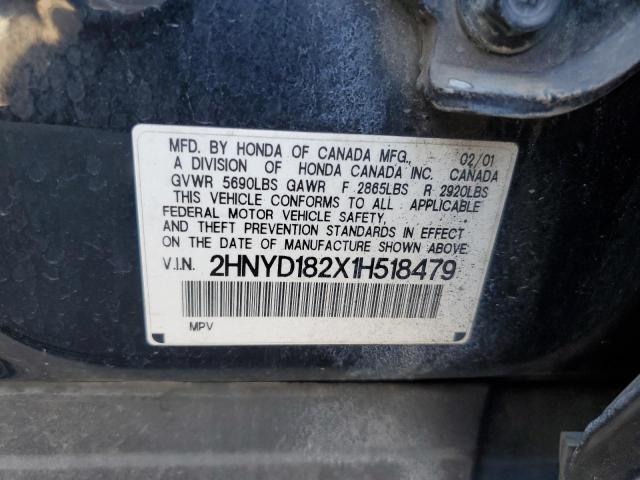 MFD. BY HONDA OF CANADA MFG., 02/01
A DIVISION OF HONDA CANADA INC. CANADA
GVWR 5690LBS GAWR F 2865LBS R 2920LBS
THIS VEHICLE CONFORMS TO ALL APPLICABLE
FEDERAL MOTOR VEHICLE SAFETY,
AND THEFT PREVENTION STANDARDS IN EFFECT
ON THE DATE OF MANUFACTURE SHOWN ABOVE.
V.I.N. 2HNYD182X1H518479
MPV